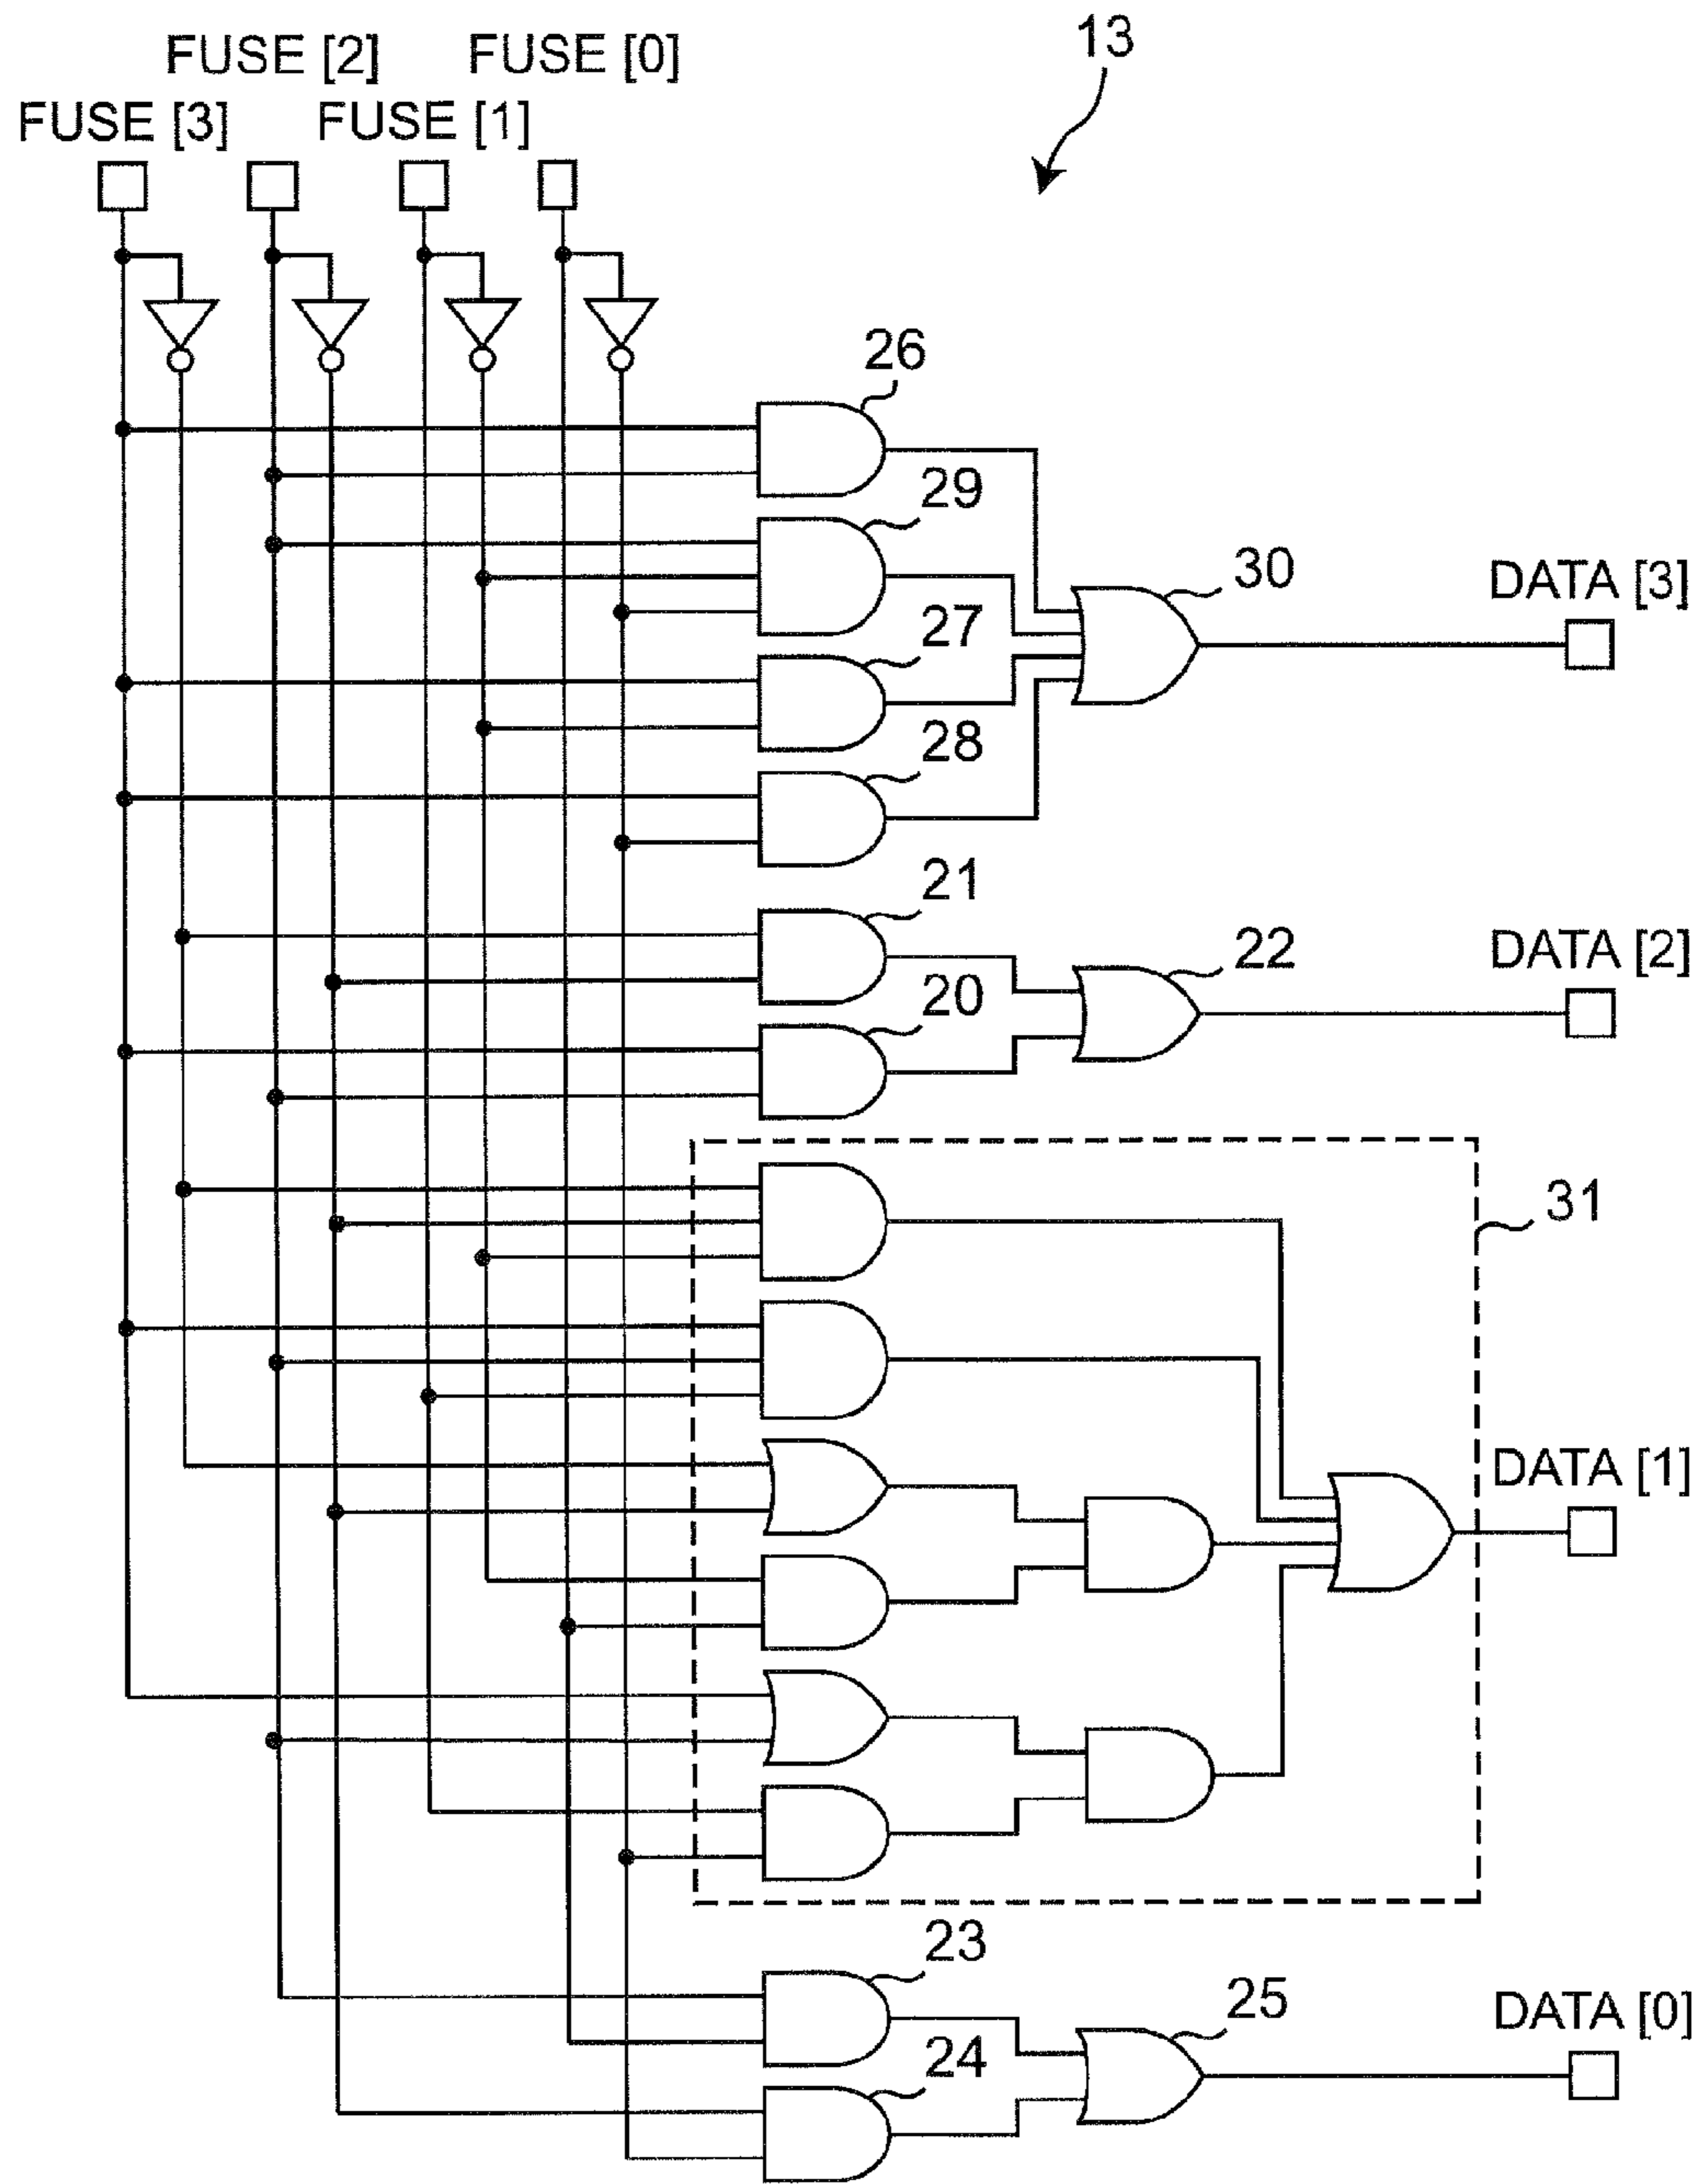 13
FUSE [2] FUSE [0]
FUSE [3] FUSE [1]
26
29
30
DATA [3]
27
28
21
22
DATA [2]
20
31
DATA [1]
23
25
DATA [0]
24